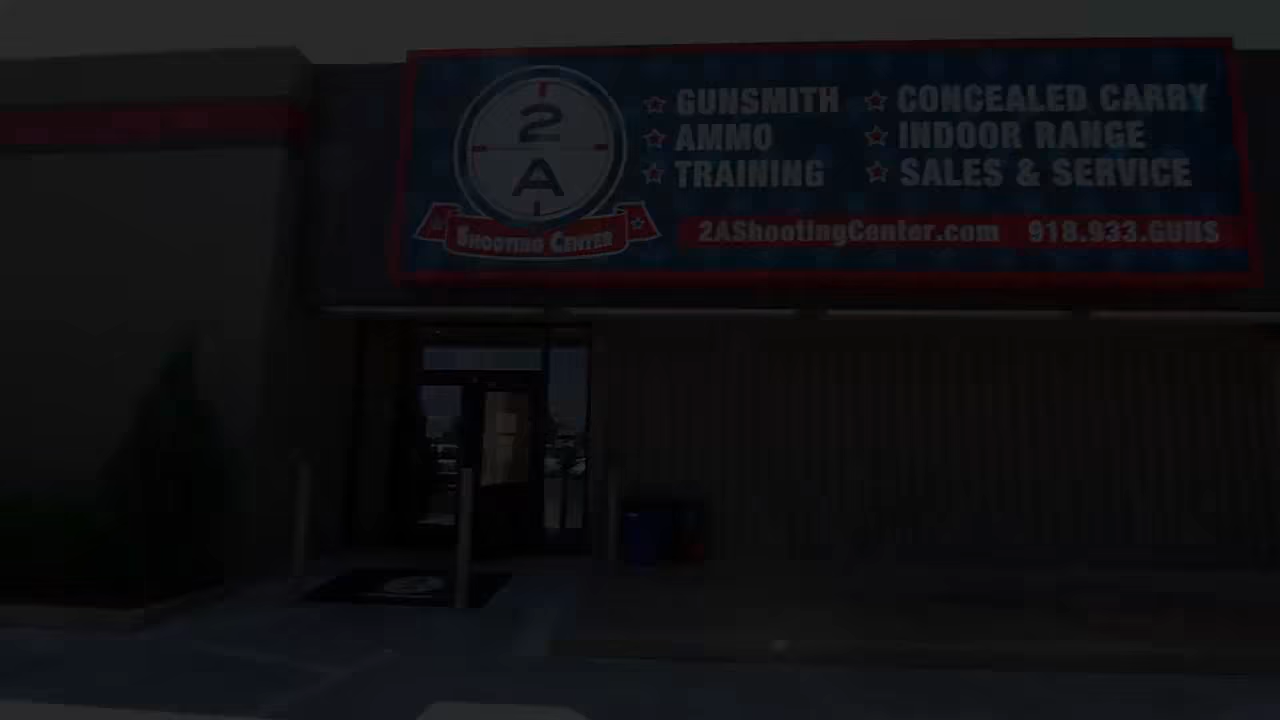 2
A
SHOOTING CENTER
GUNSMITH
AMMO
TRAINING
CONCEALED CARRY
INDOOR RANGE
SALES & SERVICE
2AShootingCenter.com 918.933.GUNS